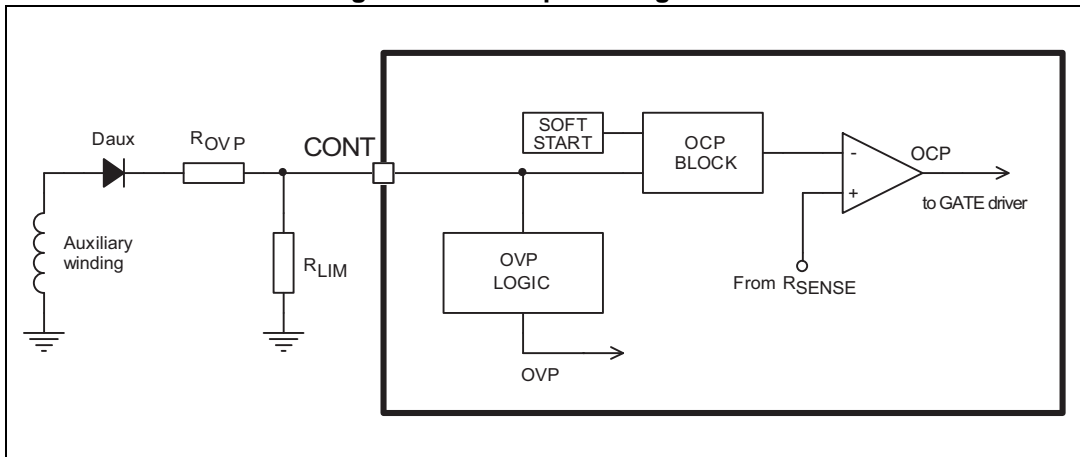 Daux
ROVP
CONT
SOFT
START
OCP
BLOCK
-
+
OCP
to GATE driver
Auxiliary
winding
RLIM
OVP
LOGIC
From RSENSE
OVP